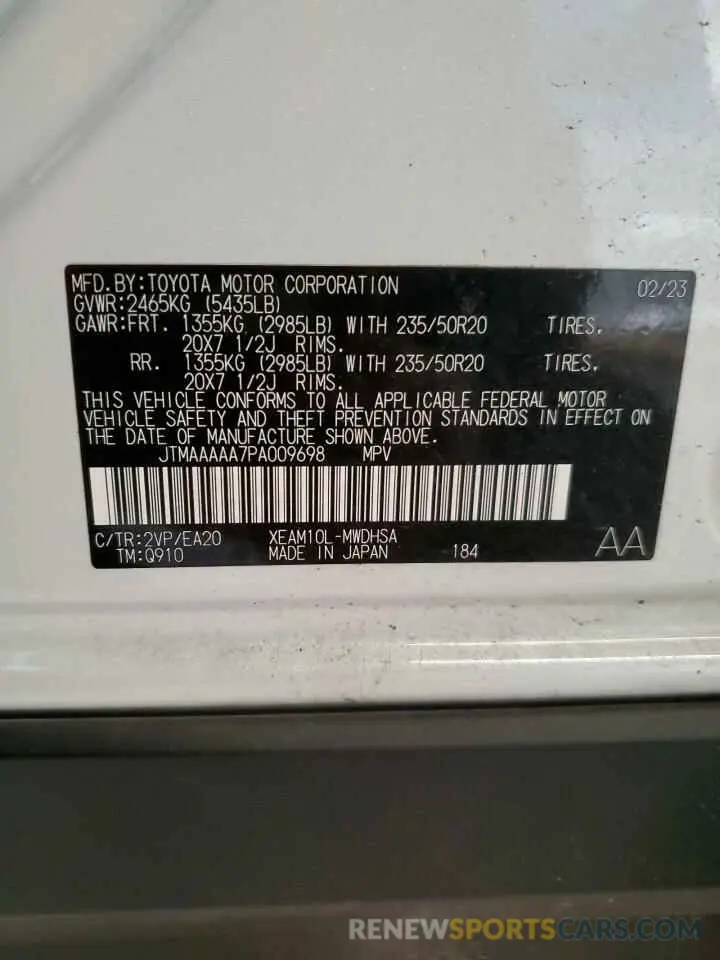 MFD.BY:TOYOTA MOTOR CORPORATION 02/23
GVWR:2465KG (5435LB)
GAWR:FRT. 1355KG (2985LB) WITH 235/50R20 TIRES,
20X7 1/2J RIMS.
RR. 1355KG (2985LB) WITH 235/50R20 TIRES,
20X7 1/2J RIMS.
THIS VEHICLE CONFORMS TO ALL APPLICABLE FEDERAL MOTOR
VEHICLE SAFETY AND THEFT PREVENTION STANDARDS IN EFFECT ON
THE DATE OF MANUFACTURE SHOWN ABOVE.
JTMAAAAA7PA009698 MPV
C/TR:2VP/EA20 XEAM10L-MWDHSA
TM:Q910 MADE IN JAPAN 184 AA
RENEWSPORTSCARS.COM